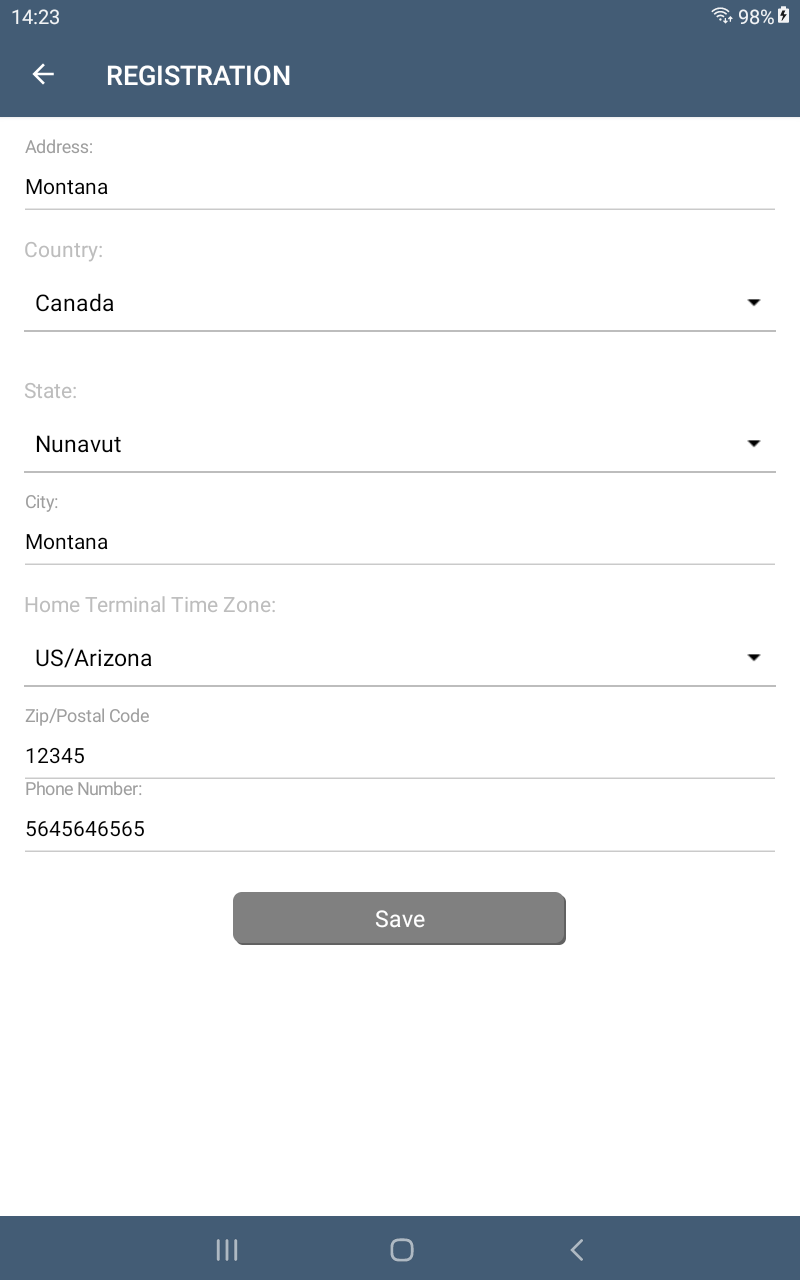 14:23 98%
REGISTRATION
Address:
Montana
Country:
Canada
State:
Nunavut
City:
Montana
Home Terminal Time Zone:
US/Arizona
Zip/Postal Code
12345
Phone Number:
5645646565
Save